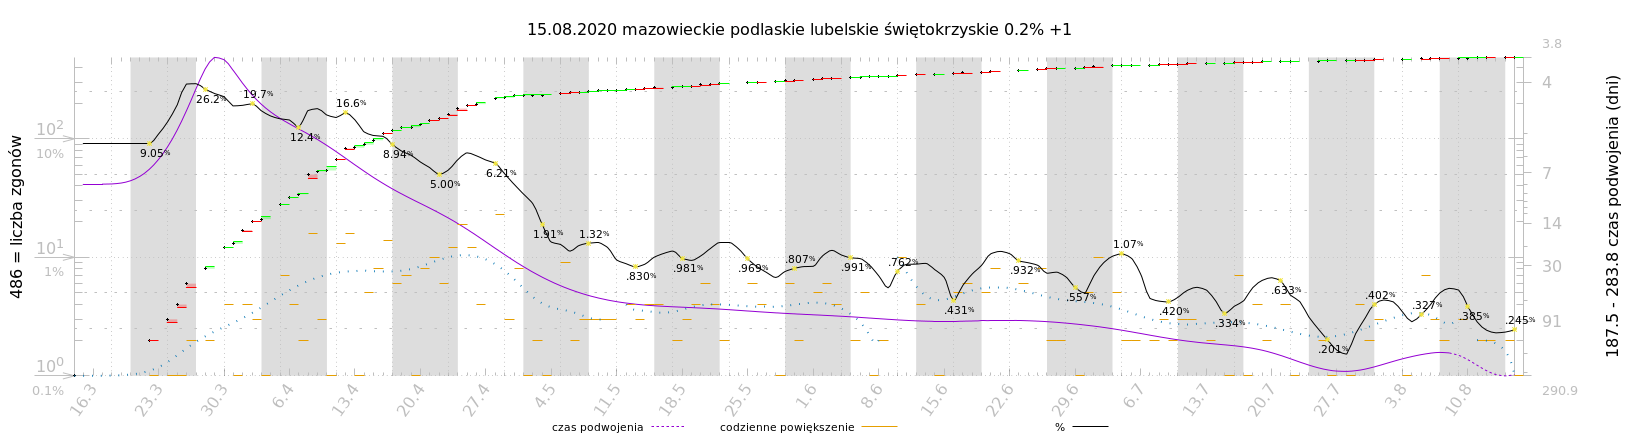 15.08.2020 mazowieckie podlaskie lubelskie świętokrzyskie 0.2% +1
486 = liczba zgonów
10² 10% 10¹ 1% 10⁰ 0.1%
9.05% 26.2% 19.7% 12.4% 16.6% 8.94% 5.00% 6.21% 1.91% 1.32% .830% .981% .969% .807% .991% .762% .431% .932% .557% 1.07% .420% .334% .633% .201% .402% .327% .385% .245%
3.8 4 7 14 30 91 290.9
187.5 - 283.8 czas podwojenia (dni)
16.3 23.3 30.3 6.4 13.4 20.4 27.4 4.5 11.5 18.5 25.5 1.6 8.6 15.6 22.6 29.6 6.7 13.7 20.7 27.7 3.8 10.8
czas podwojenia codzienne powiększenie %